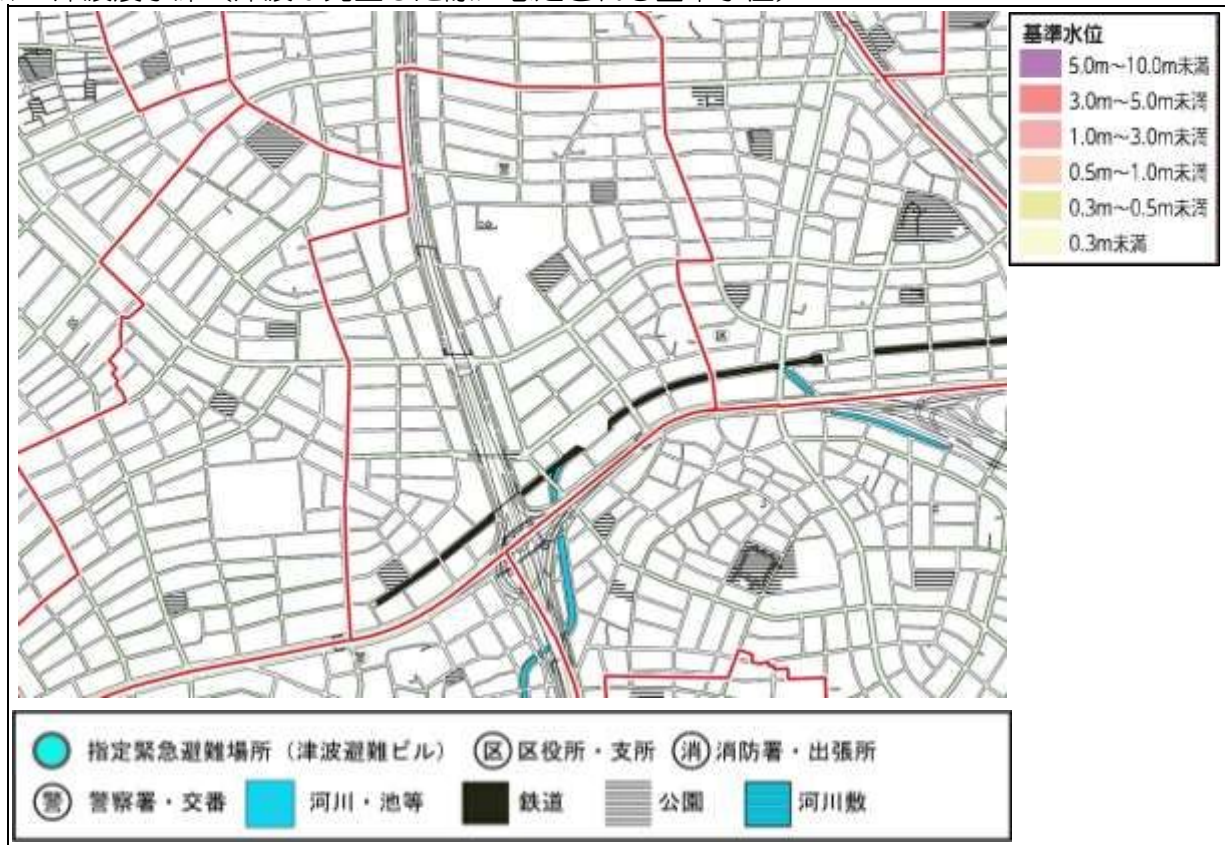 基準水位
5.0m～10.0m未満
3.0m～5.0m未満
1.0m～3.0m未満
0.5m～1.0m未満
0.3m～0.5m未満
0.3m未満
区
指定緊急避難場所（津波避難ビル） 区 区役所・支所 消 消防署・出張所
警 警察署・交番 河川・池等 鉄道 公園 河川敷